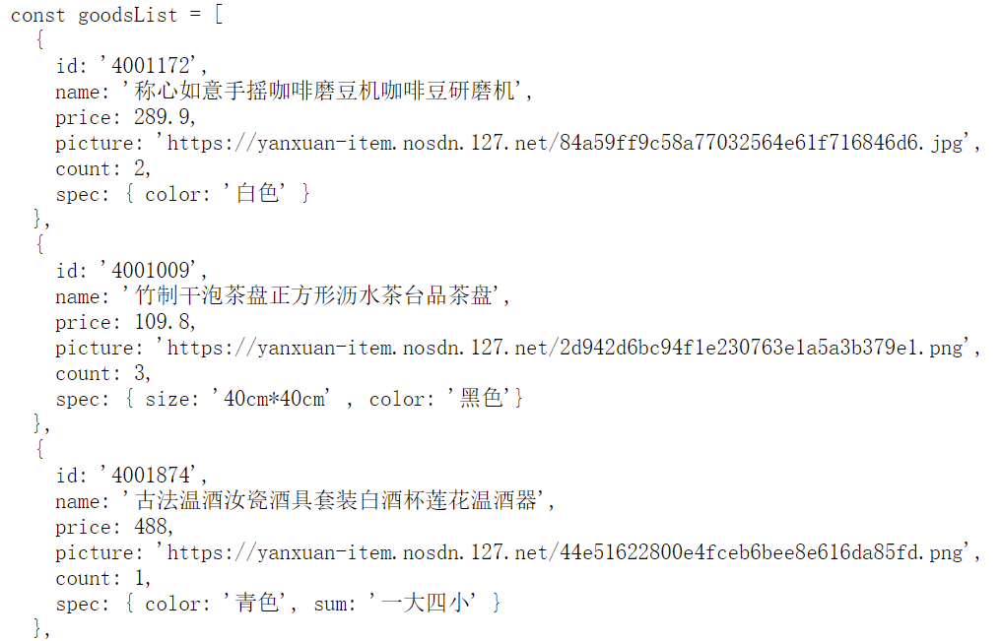 const goodsList = [
{
id: '4001172',
name: '称心如意手摇咖啡磨豆机咖啡豆研磨机',
price: 289.9,
picture: 'https://yanxuan-item.nosdn.127.net/84a59ff9c58a77032564e61f716846d6.jpg',
count: 2,
spec: { color: '白色' }
},
{
id: '4001009',
name: '竹制干泡茶盘正方形沥水茶台品茶盘',
price: 109.8,
picture: 'https://yanxuan-item.nosdn.127.net/2d942d6bc94f1e230763e1a5a3b379e1.png',
count: 3,
spec: { size: '40cm*40cm' , color: '黑色'}
},
{
id: '4001874',
name: '古法温酒汝瓷酒具套装白酒杯莲花温酒器',
price: 488,
picture: 'https://yanxuan-item.nosdn.127.net/44e51622800e4fceb6bee8e616da85fd.png',
count: 1,
spec: { color: '青色', sum: '一大四小' }
},